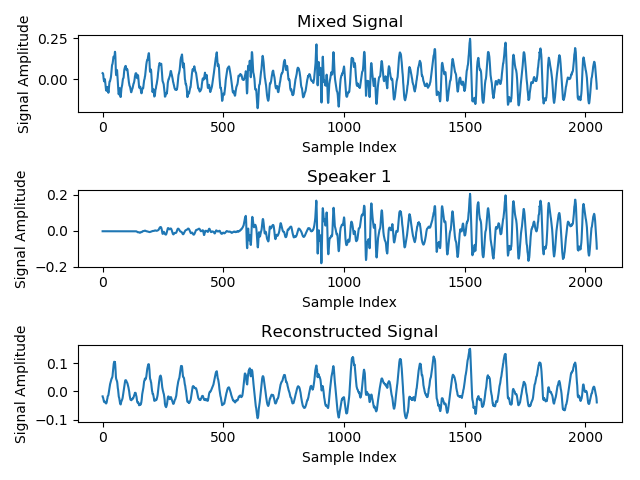 Mixed Signal
Signal Amplitude
0.25
0.00
0
500
1000
1500
2000
Sample Index
Speaker 1
Signal Amplitude
0.2
0.0
−0.2
0
500
1000
1500
2000
Sample Index
Reconstructed Signal
Signal Amplitude
0.1
0.0
−0.1
0
500
1000
1500
2000
Sample Index